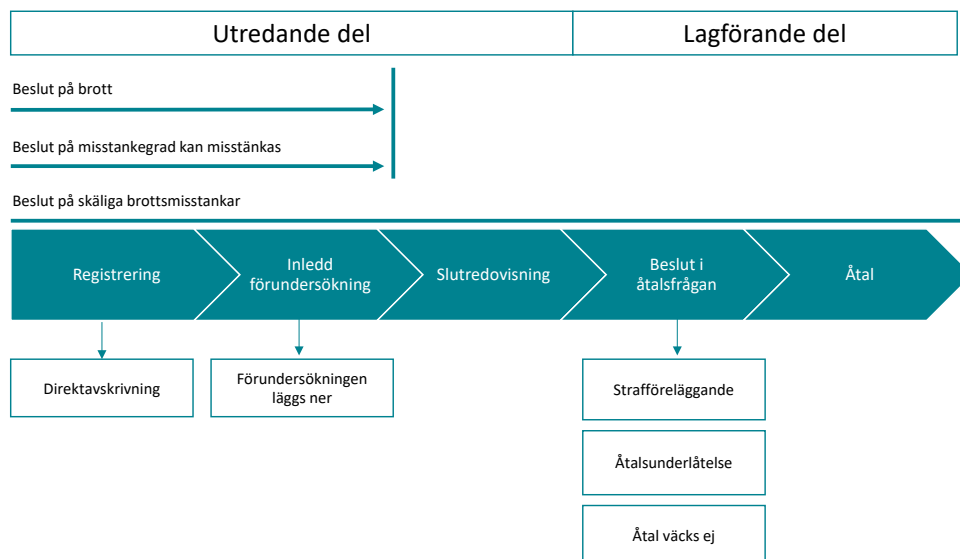 Utredande del
Lagförande del
Beslut på brott
Beslut på misstankegrad kan misstänkas
Beslut på skäliga brottsmisstankar
Registrering
Inledd
förundersökning
Slutredovisning
Beslut i
åtalsfrågan
Åtal
Direktavskrivning
Förundersökningen
läggs ner
Strafföreläggande
Åtalsunderlåtelse
Åtal väcks ej